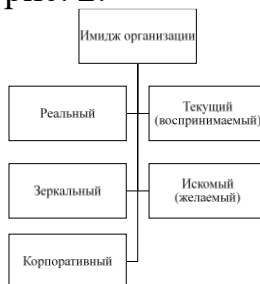 рис. 2.
Имидж организации
Реальный
Текущий
(воспринимаемый)
Зеркальный
Искомый
(желаемый)
Корпоративный